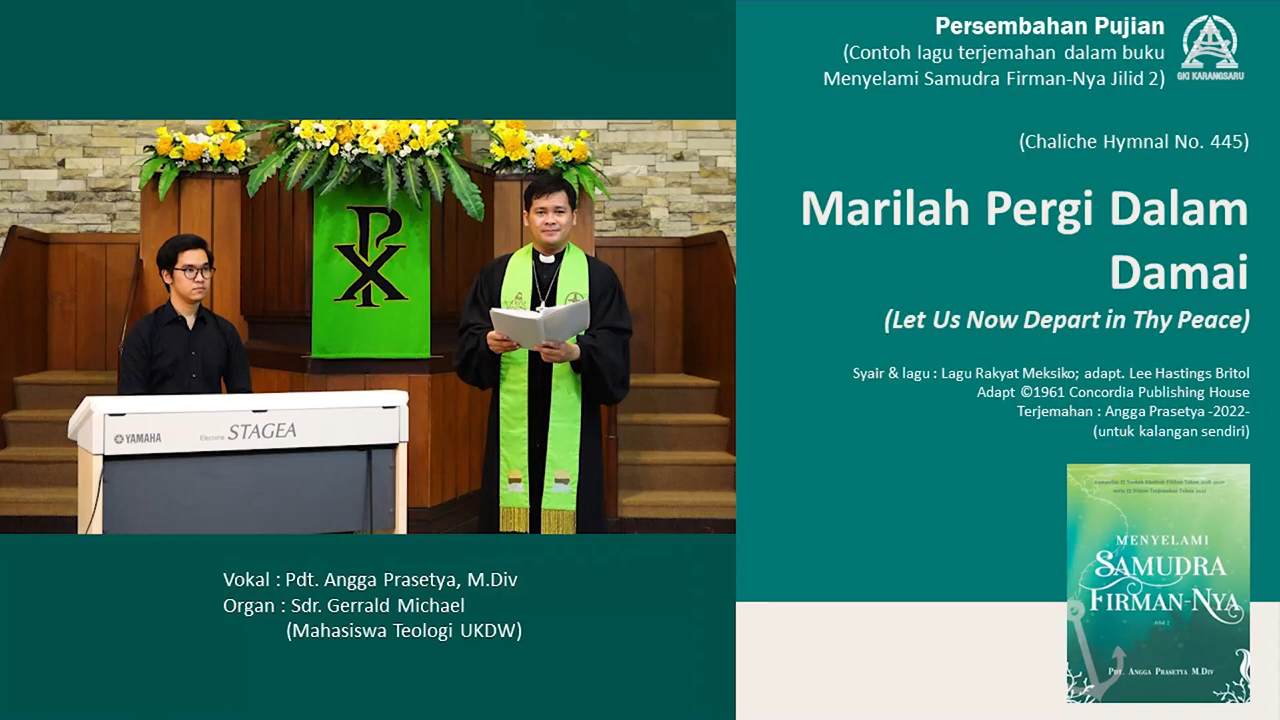 Persembahan Pujian
(Contoh lagu terjemahan dalam buku
Menyelami Samudra Firman-Nya Jilid 2)
GKI KARANGSARU
(Chaliche Hymnal No. 445)
Marilah Pergi Dalam
Damai
(Let Us Now Depart in Thy Peace)
Syair & lagu : Lagu Rakyat Meksiko; adapt. Lee Hastings Britol
Adapt ©1961 Concordia Publishing House
Terjemahan : Angga Prasetya -2022-
(untuk kalangan sendiri)
YAMAHA
Electone STAGEA
Vokal : Pdt. Angga Prasetya, M.Div
Organ : Sdr. Gerrald Michael
(Mahasiswa Teologi UKDW)
MENYELAMI
SAMUDRA
FIRMAN-NYA
Jilid 2
PDT. ANGGA PRASETYA M.DIV